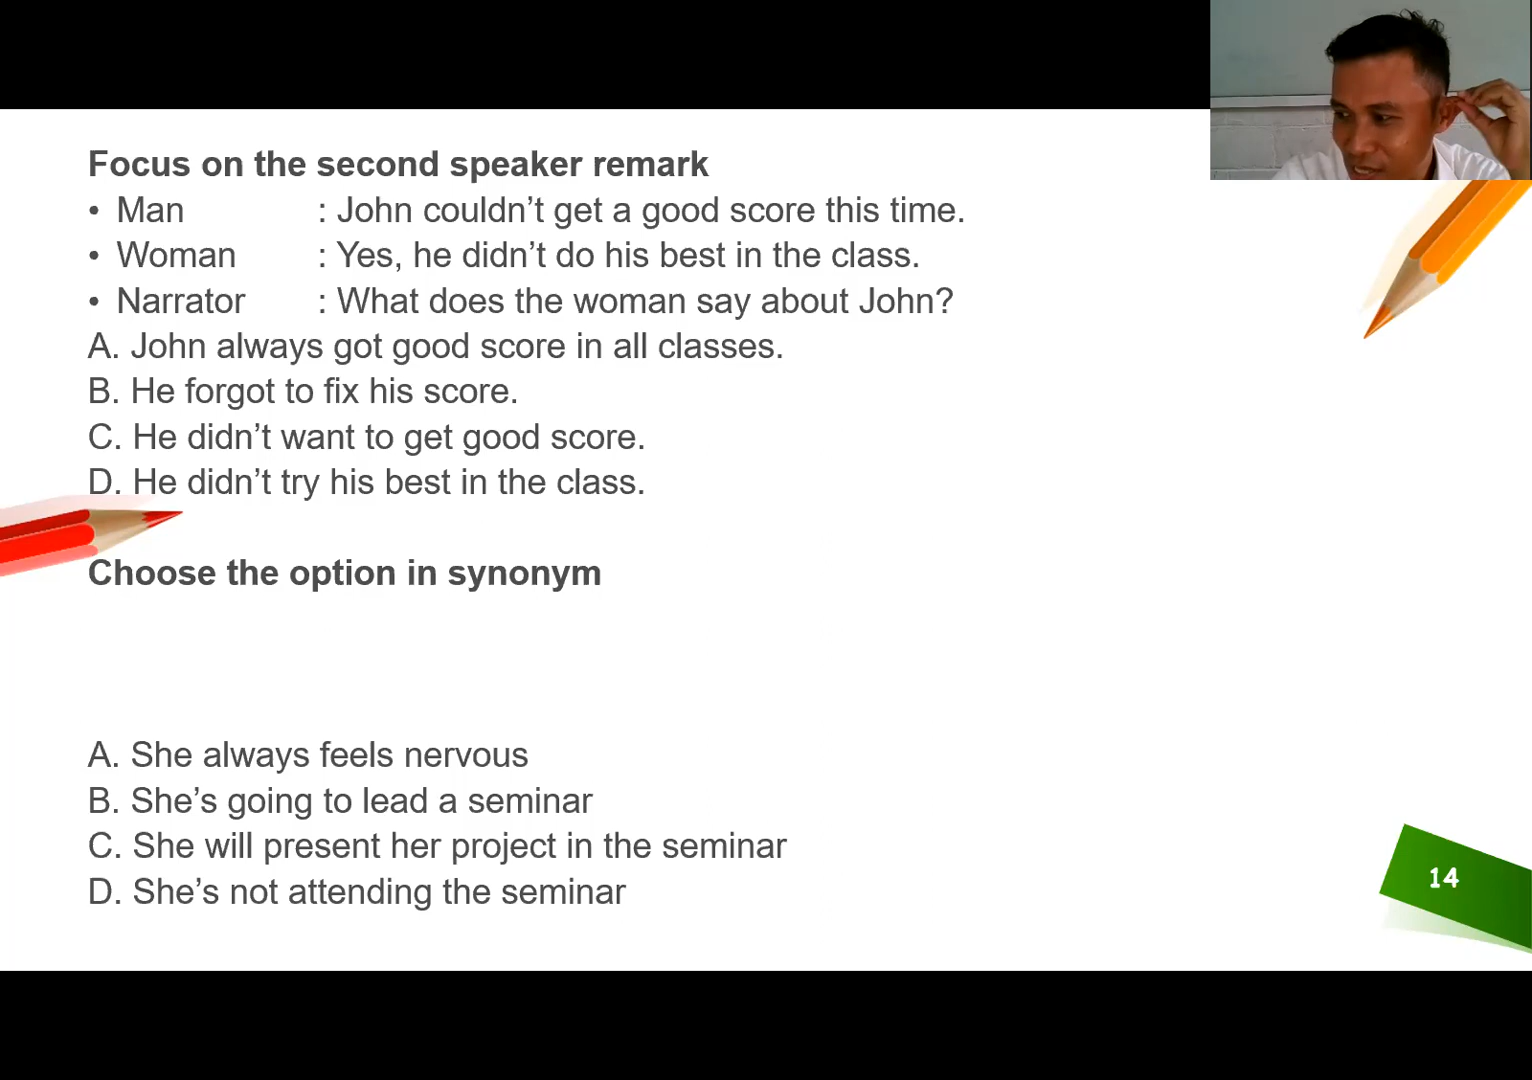 Focus on the second speaker remark
• Man : John couldn’t get a good score this time.
• Woman : Yes, he didn’t do his best in the class.
• Narrator : What does the woman say about John?
A. John always got good score in all classes.
B. He forgot to fix his score.
C. He didn’t want to get good score.
D. He didn’t try his best in the class.
Choose the option in synonym
A. She always feels nervous
B. She’s going to lead a seminar
C. She will present her project in the seminar
D. She’s not attending the seminar
14